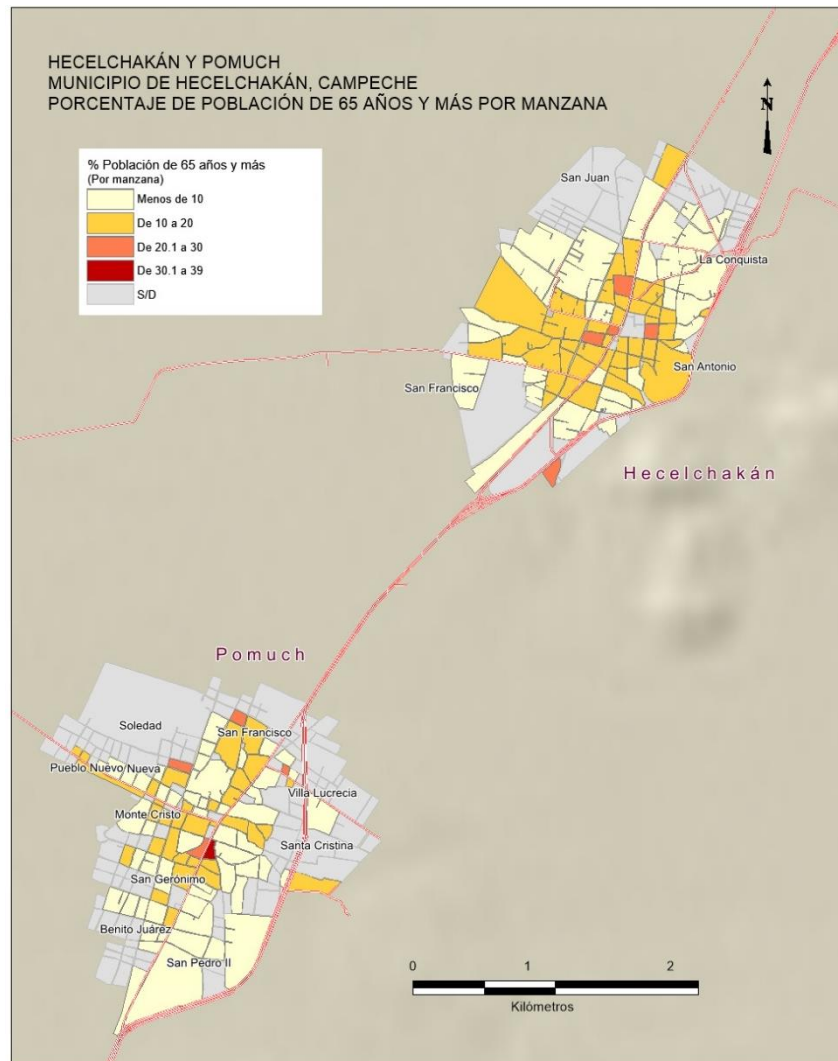 HECELCHAKÁN Y POMUCH
MUNICIPIO DE HECELCHAKÁN, CAMPECHE
PORCENTAJE DE POBLACIÓN DE 65 AÑOS Y MÁS POR MANZANA
N
% Población de 65 años y más
(Por manzana)
Menos de 10
De 10 a 20
De 20.1 a 30
De 30.1 a 39
S/D
San Juan
La Conquista
San Antonio
San Francisco
Hecelchakán
Pomuch
Soledad
San Francisco
Pueblo Nuevo Nueva
Villa Lucrecia
Monte Cristo
Santa Cristina
San Gerónimo
Benito Juárez
San Pedro II
0 1 2
Kilómetros